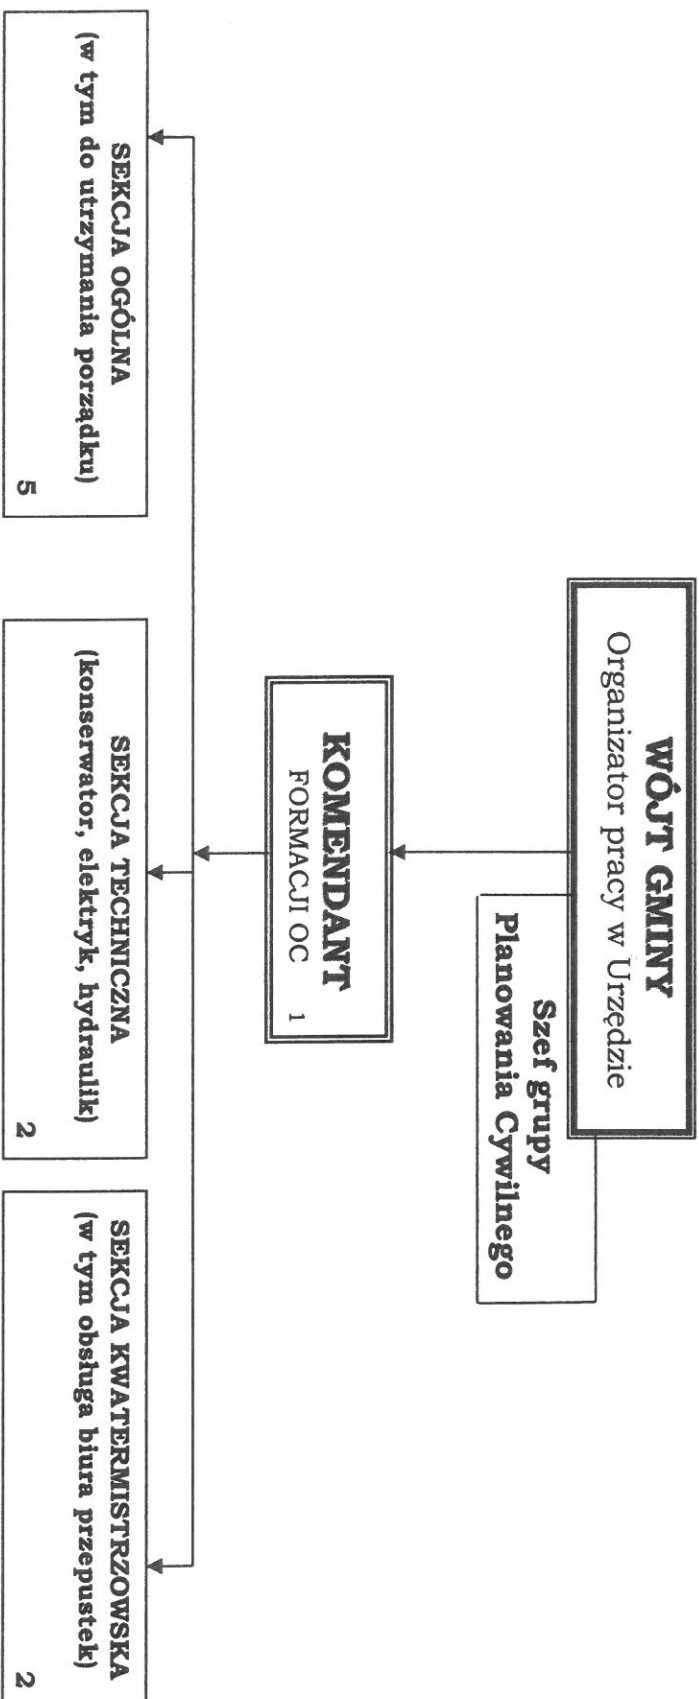 WÓJT GMINY
Organizator pracy w Urzędzie
Szef grupy
Planowania Cywilnego
KOMENDANT
FORMACJI OC 1
SEKCJA OGÓLNA
(w tym do utrzymania porządku)
5
SEKCJA TECHNICZNA
(konserwator, elektryk, hydraulik)
2
SEKCJA KWATERMISTRZOWSKA
(w tym obsługa biura przepustek)
2